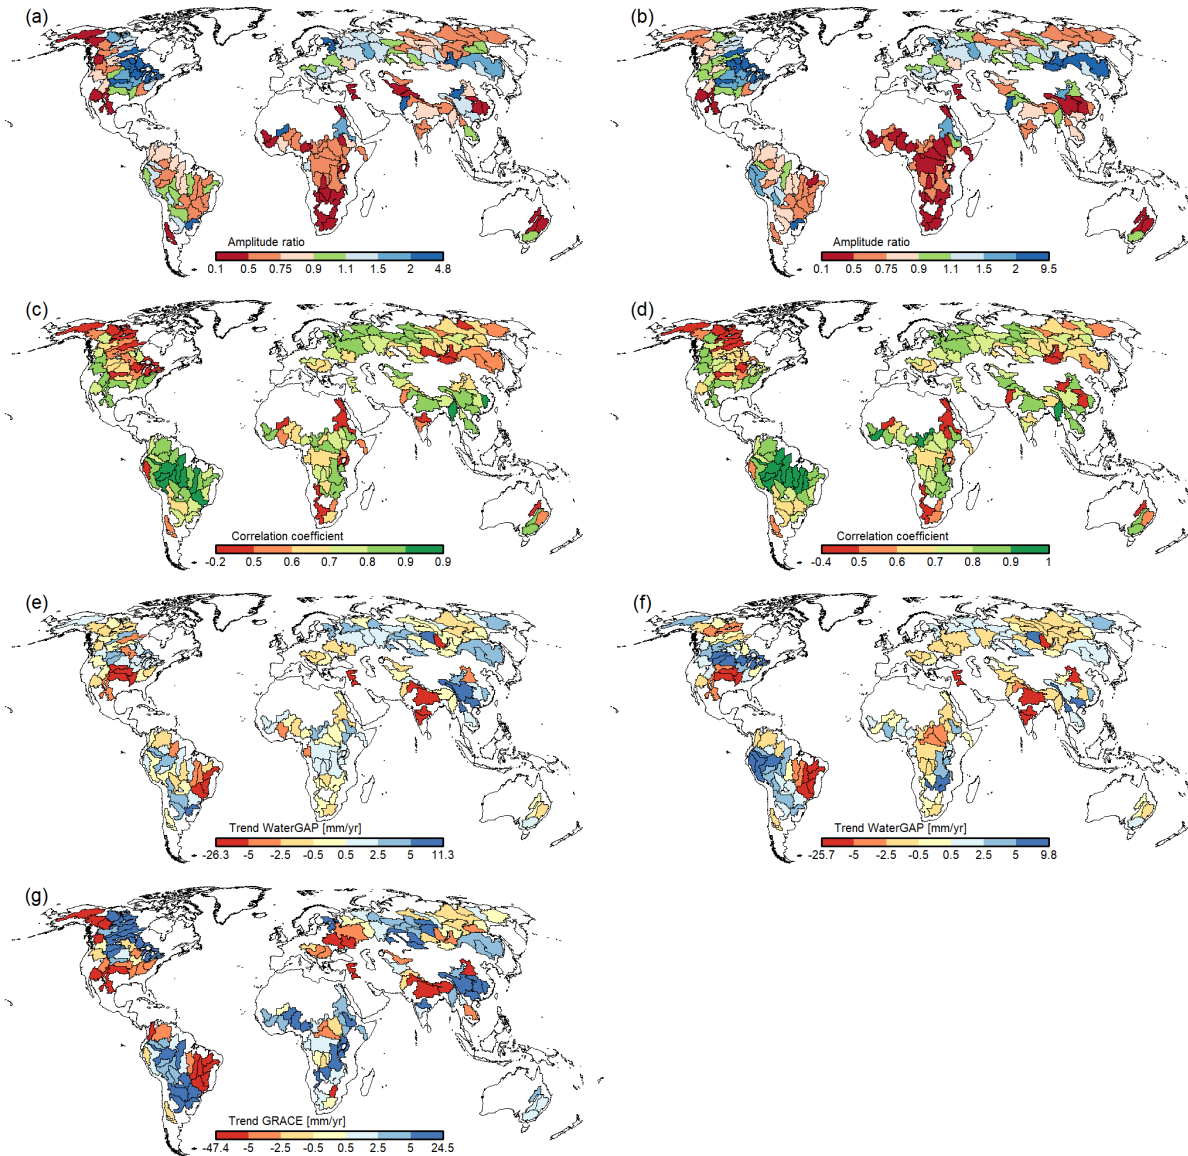 (a)
(b)
Amplitude ratio
0.1 0.5 0.75 0.9 1.1 1.5 2 4.8
Amplitude ratio
0.1 0.5 0.75 0.9 1.1 1.5 2 9.5
(c)
(d)
Correlation coefficient
-0.2 0.5 0.6 0.7 0.8 0.9 0.9
Correlation coefficient
-0.4 0.5 0.6 0.7 0.8 0.9 1
(e)
(f)
Trend WaterGAP [mm/yr]
-26.3 -5 -2.5 -0.5 0.5 2.5 5 11.3
Trend WaterGAP [mm/yr]
-25.7 -5 -2.5 -0.5 0.5 2.5 5 9.8
(g)
Trend GRACE [mm/yr]
-47.4 -5 -2.5 -0.5 0.5 2.5 5 24.5